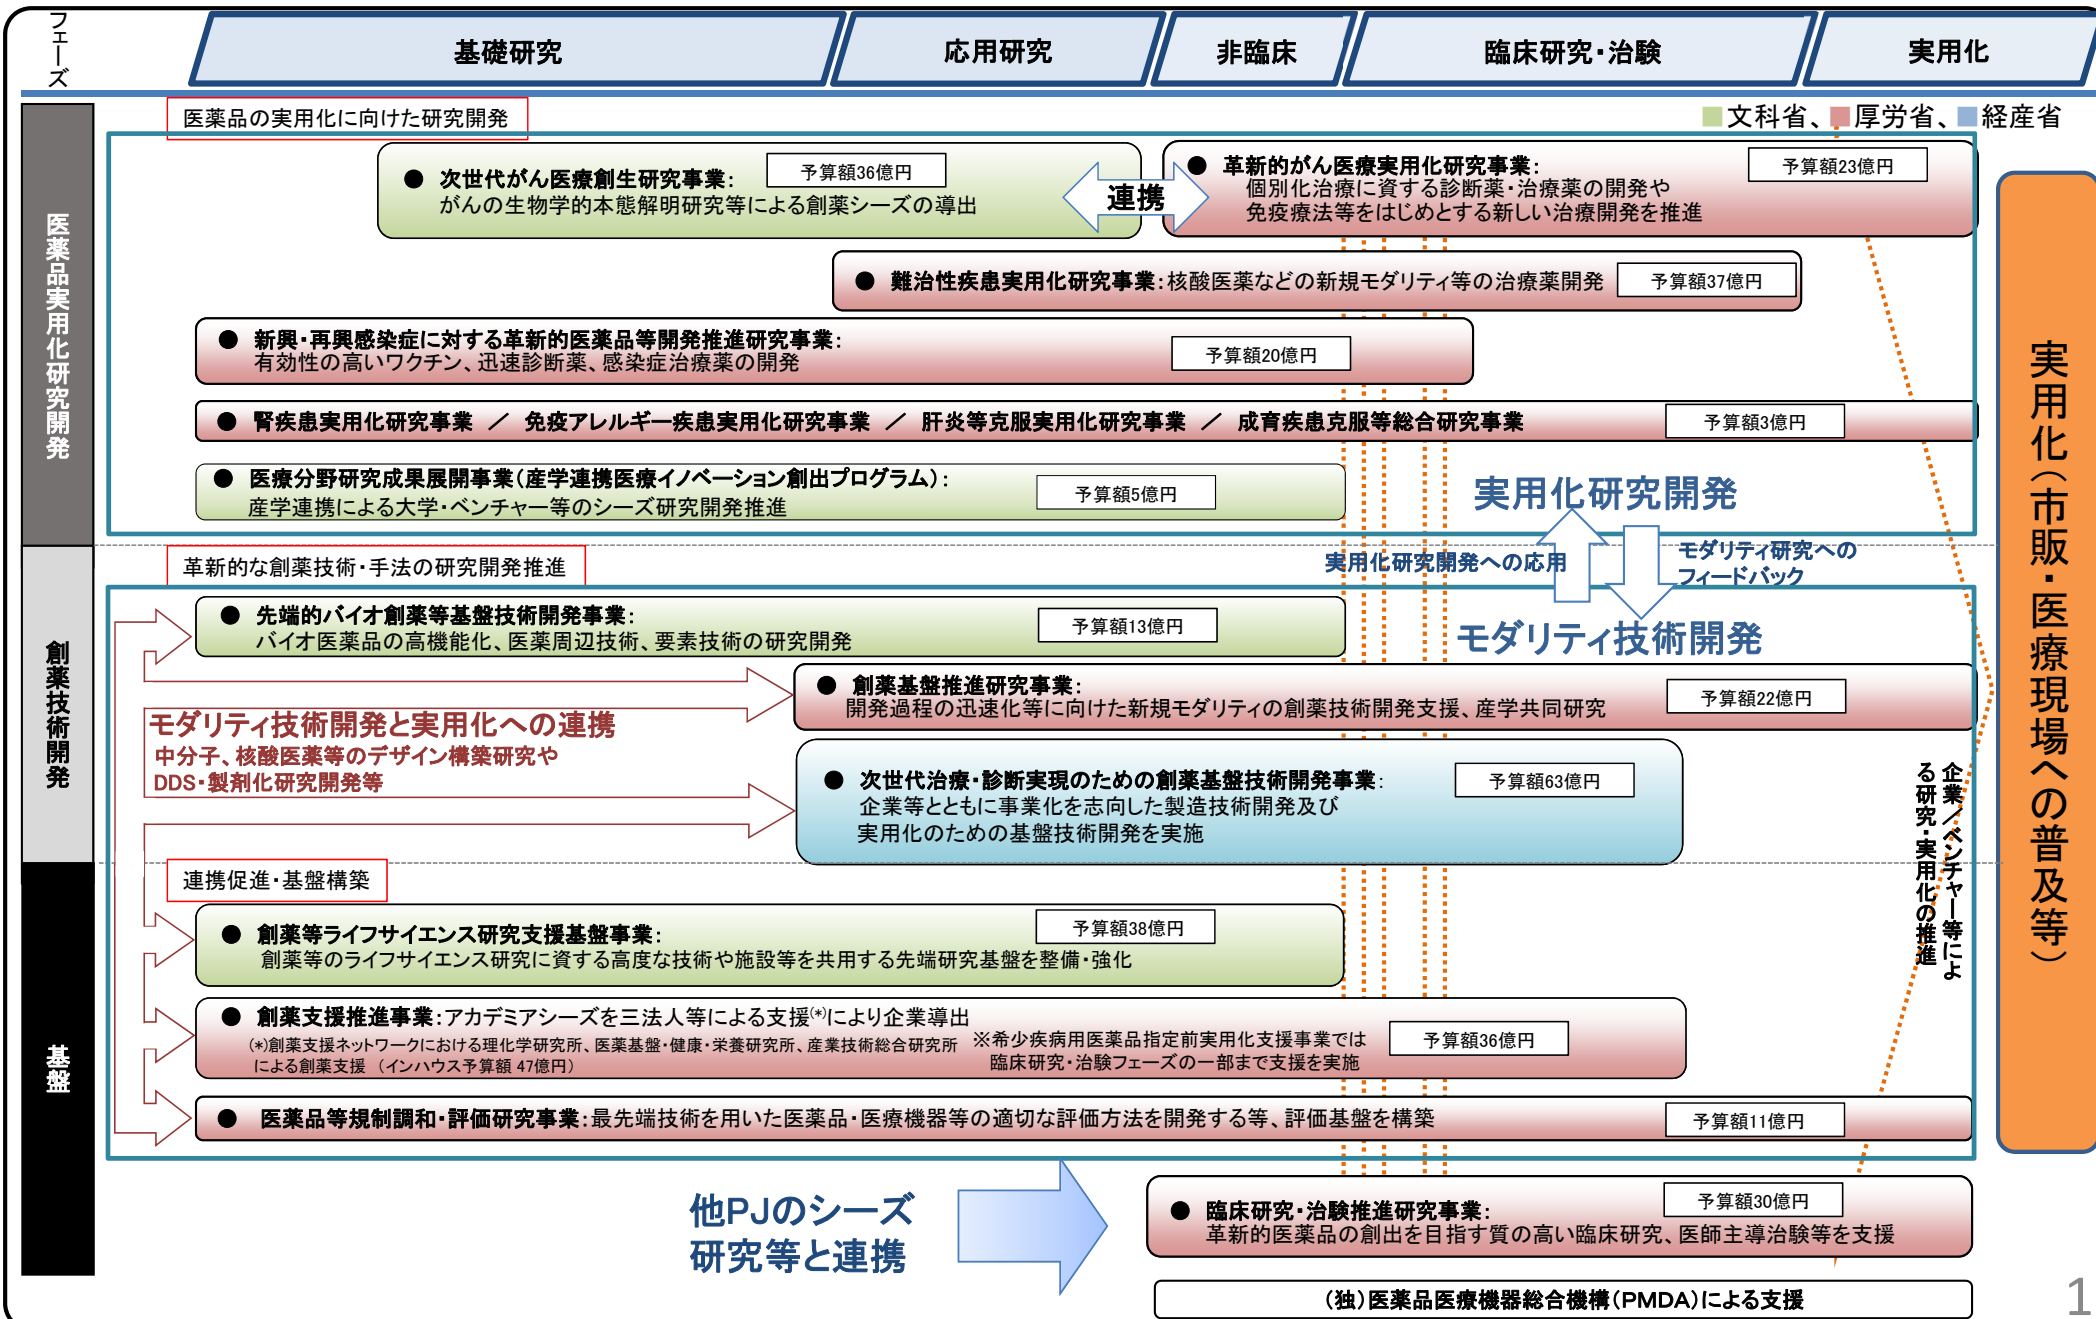 フェーズ
基礎研究
応用研究
非臨床
臨床研究・治験
実用化
医薬品の実用化に向けた研究開発
文科省、厚労省、経産省
医薬品実用化研究開発
● 次世代がん医療創生研究事業：
予算額36億円
がんの生物学的本態解明研究等による創薬シーズの導出
連携
● 革新的がん医療実用化研究事業：
予算額23億円
個別化治療に資する診断薬・治療薬の開発や
免疫療法等をはじめとする新しい治療開発を推進
● 難治性疾患実用化研究事業：核酸医薬などの新規モダリティ等の治療薬開発
予算額37億円
● 新興・再興感染症に対する革新的医薬品等開発推進研究事業：
有効性の高いワクチン、迅速診断薬、感染症治療薬の開発
予算額20億円
● 腎疾患実用化研究事業 ／ 免疫アレルギー疾患実用化研究事業 ／ 肝炎等克服実用化研究事業 ／ 成育疾患克服等総合研究事業
予算額3億円
● 医療分野研究成果展開事業（産学連携医療イノベーション創出プログラム）：
産学連携による大学・ベンチャー等のシーズ研究開発推進
予算額5億円
実用化研究開発
実用化研究開発への応用
モダリティ研究への
フィードバック
モダリティ技術開発
創薬技術開発
革新的な創薬技術・手法の研究開発推進
● 先端的バイオ創薬等基盤技術開発事業：
バイオ医薬品の高機能化、医薬周辺技術、要素技術の研究開発
予算額13億円
● 創薬基盤推進研究事業：
開発過程の迅速化等に向けた新規モダリティの創薬技術開発支援、産学共同研究
予算額22億円
モダリティ技術開発と実用化への連携
中分子、核酸医薬等のデザイン構築研究や
DDS・製剤化研究開発等
● 次世代治療・診断実現のための創薬基盤技術開発事業：
予算額63億円
企業等とともに事業化を志向した製造技術開発及び
実用化のための基盤技術開発を実施
企業／ベンチャー等によ
る研究・実用化の推進
実用化（市販・医療現場への普及等）
基盤
連携促進・基盤構築
● 創薬等ライフサイエンス研究支援基盤事業：
予算額38億円
創薬等のライフサイエンス研究に資する高度な技術や施設等を共用する先端研究基盤を整備・強化
● 創薬支援推進事業：アカデミアシーズを三法人等による支援(*)により企業導出
(*)創薬支援ネットワークにおける理化学研究所、医薬基盤・健康・栄養研究所、産業技術総合研究所
による創薬支援 （インハウス予算額 47億円）
※希少疾病用医薬品指定前実用化支援事業では
臨床研究・治験フェーズの一部まで支援を実施
予算額36億円
● 医薬品等規制調和・評価研究事業：最先端技術を用いた医薬品・医療機器等の適切な評価方法を開発する等、評価基盤を構築
予算額11億円
他PJのシーズ
研究等と連携
● 臨床研究・治験推進研究事業：
予算額30億円
革新的医薬品の創出を目指す質の高い臨床研究、医師主導治験等を支援
（独）医薬品医療機器総合機構（PMDA）による支援
1